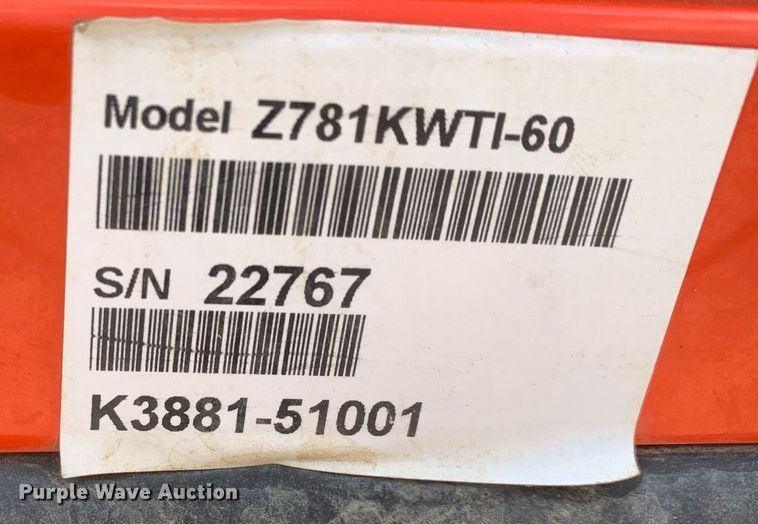 Model Z781KWTI-60
S/N 22767
K3881-51001
Purple Wave Auction